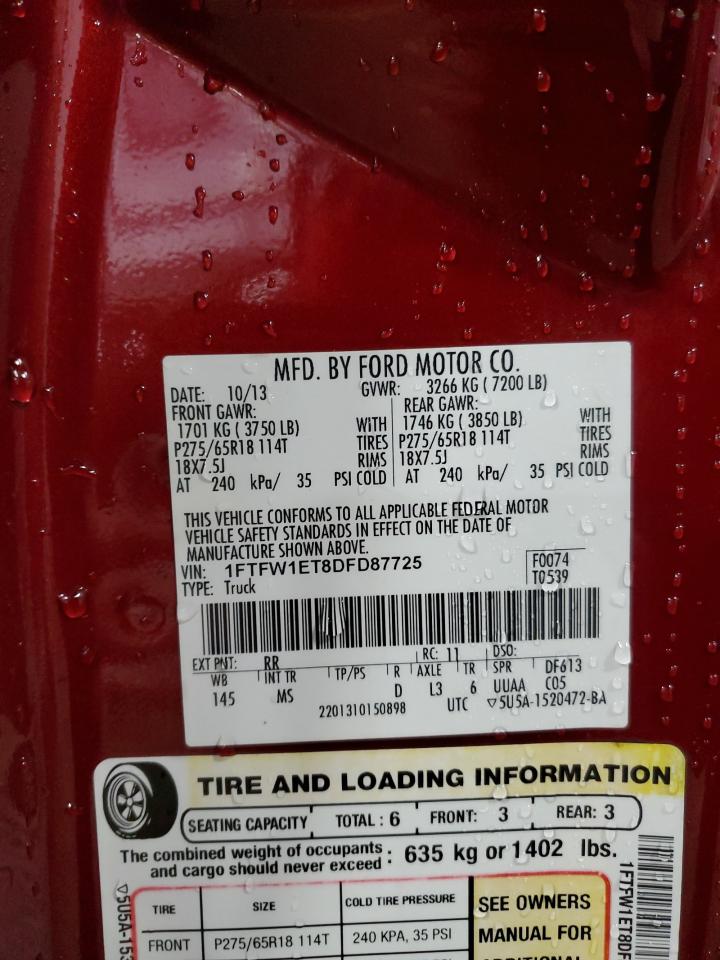 MFD. BY FORD MOTOR CO.
DATE: 10/13 GVWR: 3266 KG ( 7200 LB)
FRONT GAWR: REAR GAWR:
1701 KG ( 3750 LB) WITH 1746 KG ( 3850 LB) WITH
P275/65R18 114T TIRES P275/65R18 114T TIRES
18X7.5J RIMS 18X7.5J RIMS
AT 240 kPa/ 35 PSI COLD AT 240 kPa/ 35 PSI COLD
THIS VEHICLE CONFORMS TO ALL APPLICABLE FEDERAL MOTOR
VEHICLE SAFETY STANDARDS IN EFFECT ON THE DATE OF
MANUFACTURE SHOWN ABOVE.
VIN: 1FTFW1ET8DFD87725 F0074
TYPE: Truck T0539
EXT PNT: RR RC: 11 DSO:
WB INT TR TP/PS R AXLE TR SPR DF613
145 MS D L3 6 UUAA C05
2201310150898 UTC ▽5U5A-1520472-BA
TIRE AND LOADING INFORMATION
SEATING CAPACITY TOTAL : 6 FRONT: 3 REAR: 3
The combined weight of occupants
and cargo should never exceed : 635 kg or 1402 lbs.
TIRE SIZE COLD TIRE PRESSURE SEE OWNERS
FRONT P275/65R18 114T 240 KPA, 35 PSI MANUAL FOR
▽5U5A-153
1FTFW1ET8DF